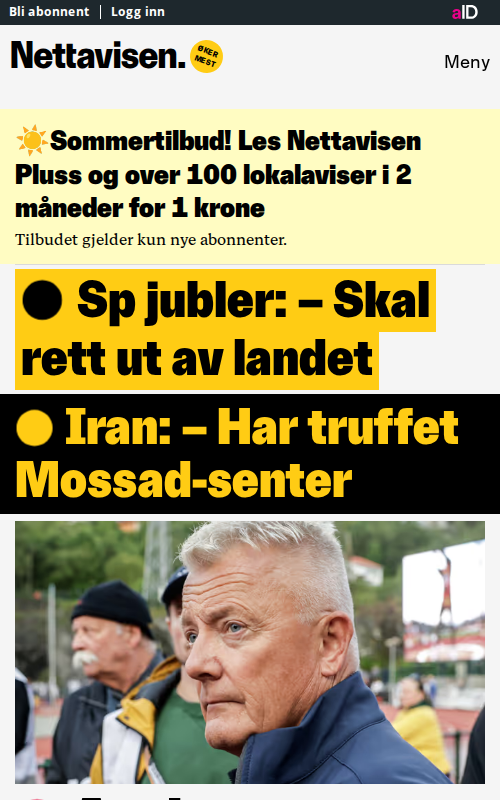 Bli abonnent | Logg inn
aID
Nettavisen.
ØKER
MEST
Meny
☀️Sommertilbud! Les Nettavisen
Pluss og over 100 lokalaviser i 2
måneder for 1 krone
Tilbudet gjelder kun nye abonnenter.
Sp jubler: – Skal
rett ut av landet
Iran: – Har truffet
Mossad-senter